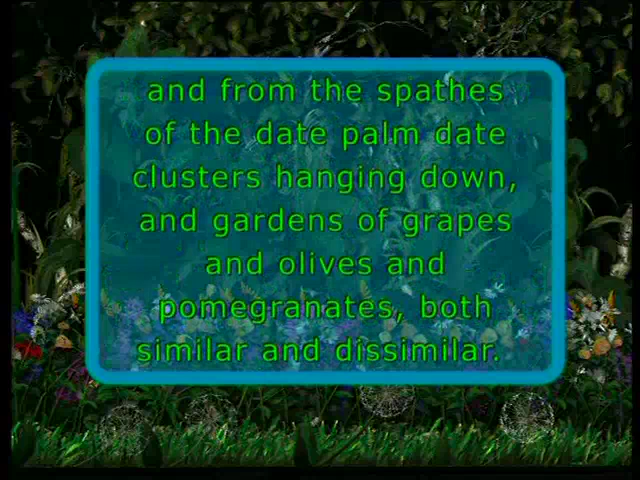 and from the spathes
of the date palm date
clusters hanging down,
and gardens of grapes
and olives and
pomegranates, both
similar and dissimilar.